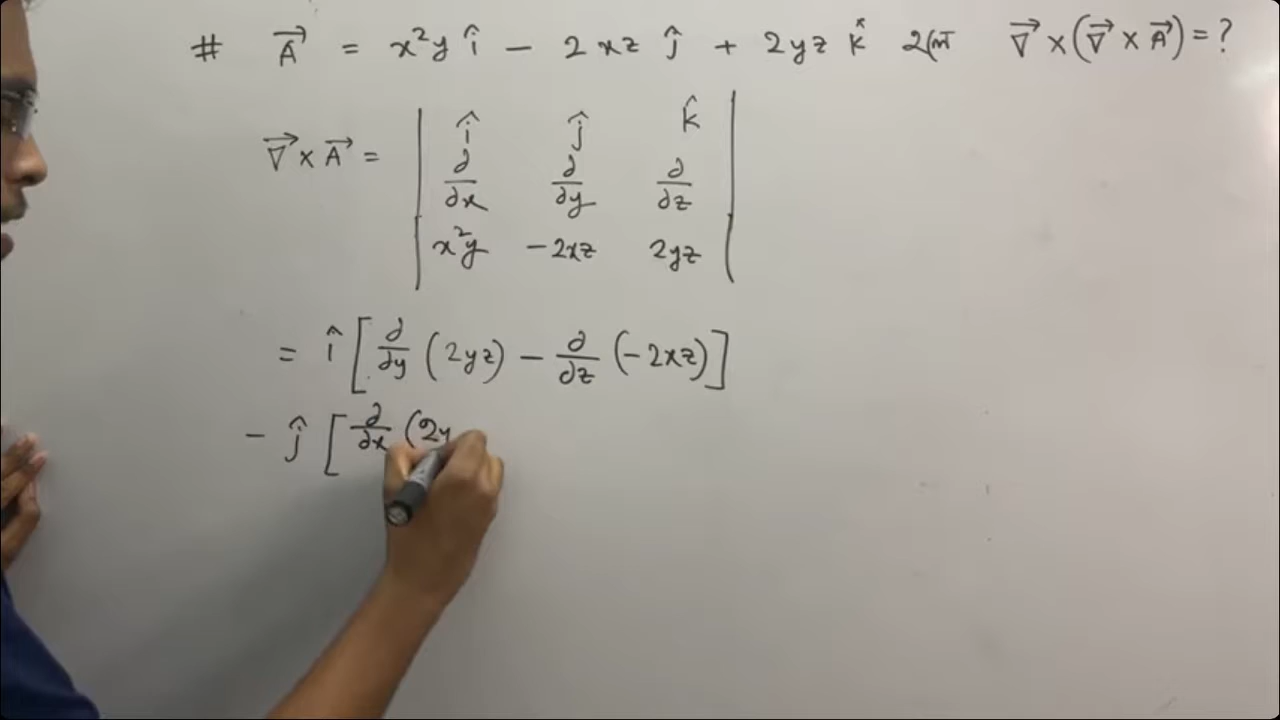 # A⃗ = x²y î − 2xz ĵ + 2yz k̂ হলে ∇⃗ × (∇⃗ × A⃗) = ?
∇⃗ × A⃗ =
| î ĵ k̂ |
| ∂/∂x ∂/∂y ∂/∂z |
| x²y −2xz 2yz |
= î [∂/∂y (2yz) − ∂/∂z (−2xz)]
− ĵ [∂/∂x (2y